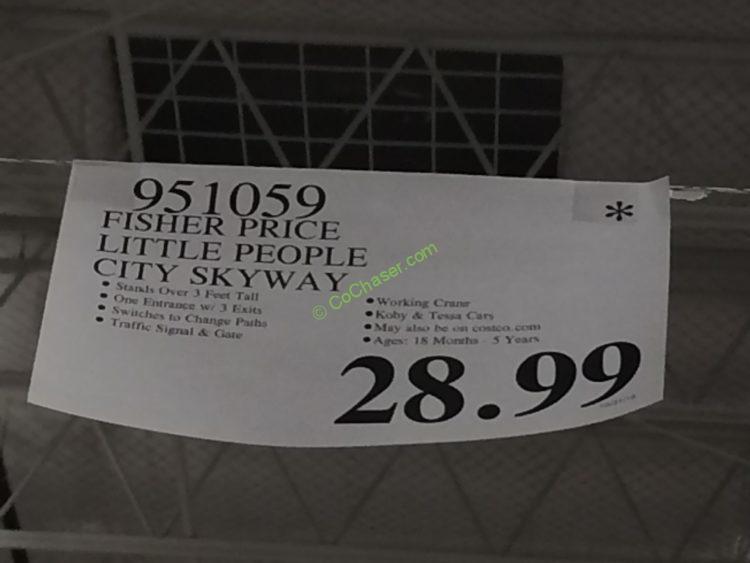 951059
*
FISHER PRICE
LITTLE PEOPLE
CITY SKYWAY
• Stands Over 3 Feet Tall
• One Entrance w/ 3 Exits
• Switches to Change Paths
• Traffic Signal & Gate
• Working Crane
• Koby & Tessa Cars
• May also be on costco.com
• Ages: 18 Months - 5 Years
28.99
© CoChaser.com